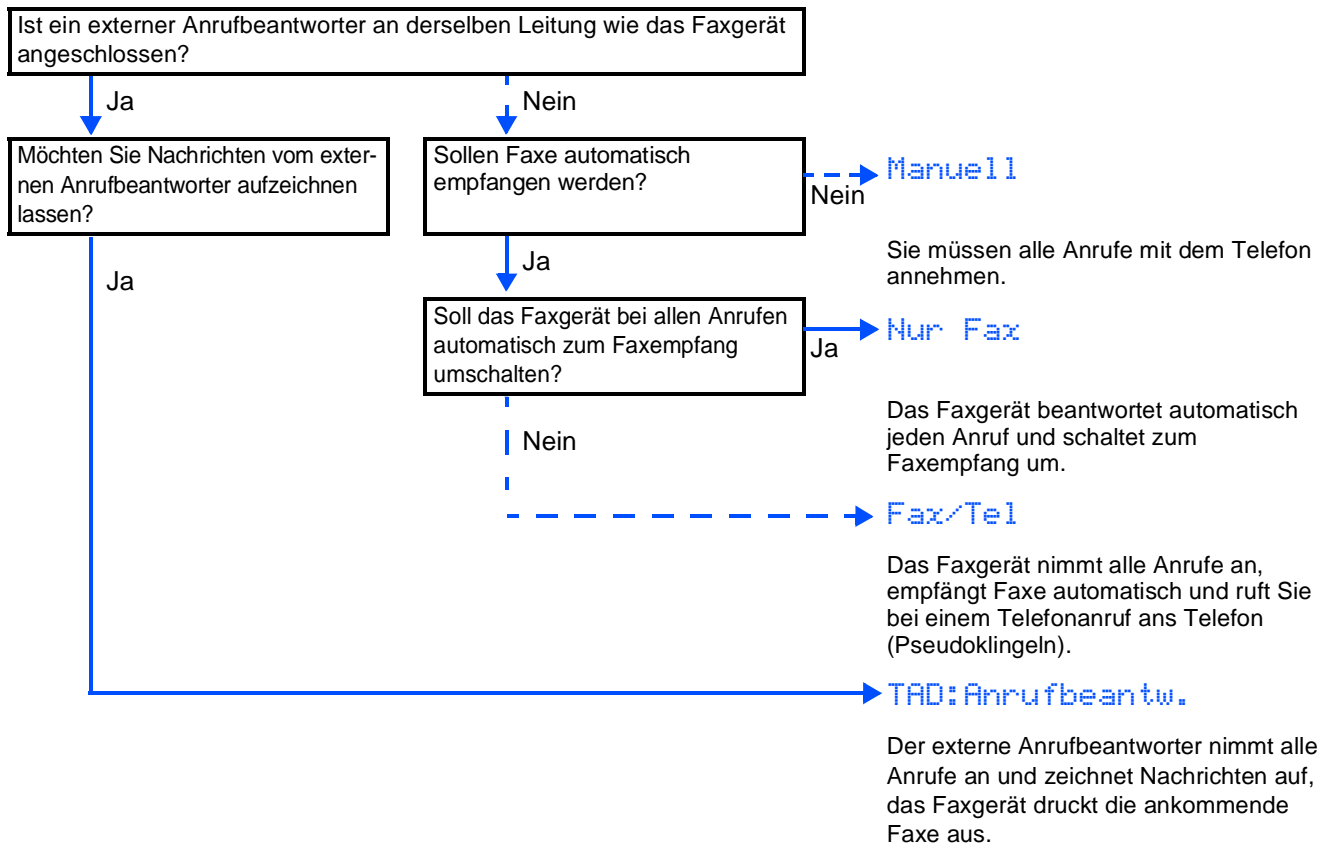 Ist ein externer Anrufbeantworter an derselben Leitung wie das Faxgerät
angeschlossen?
Ja
Nein
Möchten Sie Nachrichten vom exter-
nen Anrufbeantworter aufzeichnen
lassen?
Sollen Faxe automatisch
empfangen werden?
Nein
Manuell
Sie müssen alle Anrufe mit dem Telefon
annehmen.
Ja
Ja
Soll das Faxgerät bei allen Anrufen
automatisch zum Faxempfang
umschalten?
Ja
Nur Fax
Das Faxgerät beantwortet automatisch
jeden Anruf und schaltet zum
Faxempfang um.
Nein
Fax/Tel
Das Faxgerät nimmt alle Anrufe an,
empfängt Faxe automatisch und ruft Sie
bei einem Telefonanruf ans Telefon
(Pseudoklingeln).
TAD:Anrufbeantw.
Der externe Anrufbeantworter nimmt alle
Anrufe an und zeichnet Nachrichten auf,
das Faxgerät druckt die ankommende
Faxe aus.